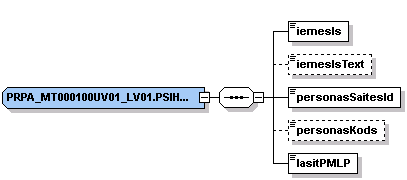 iemesls
iemeslsText
PRPA_MT000100UV01_LV01.PSIH...
personasSaitesId
personasKods
lasitPMLP